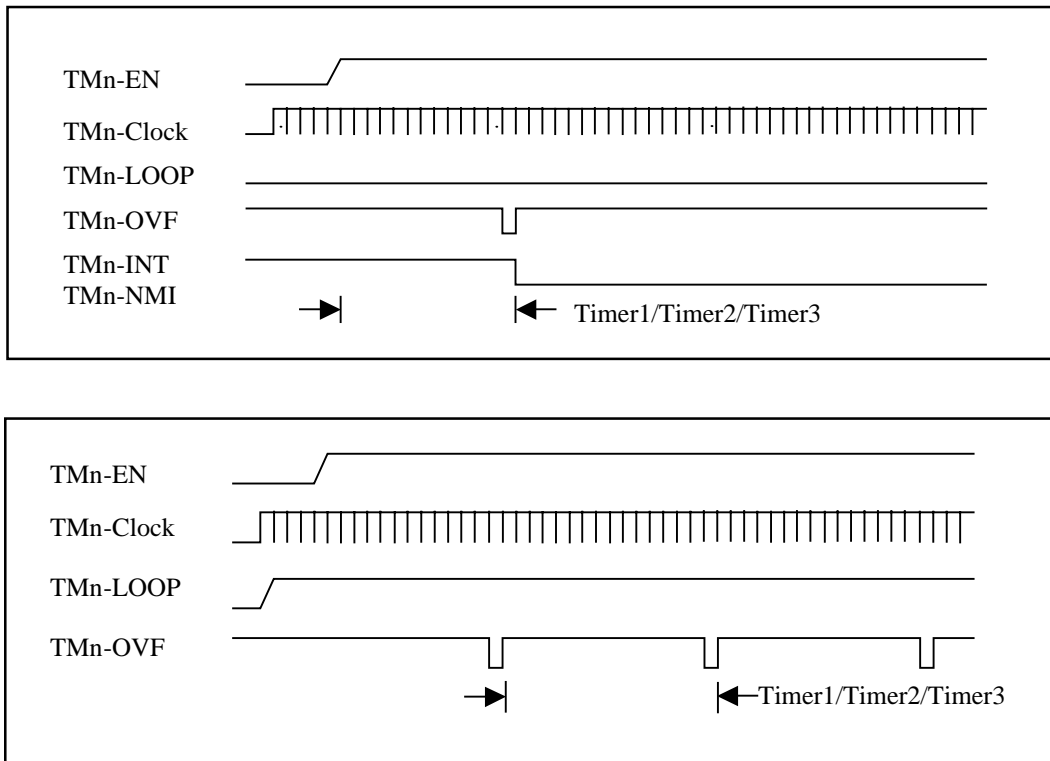 TMn-EN
TMn-Clock
TMn-LOOP
TMn-OVF
TMn-INT
TMn-NMI
Timer1/Timer2/Timer3
TMn-EN
TMn-Clock
TMn-LOOP
TMn-OVF
Timer1/Timer2/Timer3